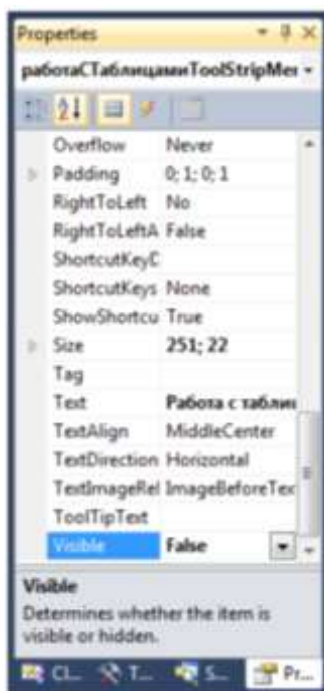 Properties
работаСТаблицамиToolStripMer
Overflow Never
Padding 0; 1; 0; 1
RightToLeft No
RightToLeftA False
ShortcutKeyD
ShortcutKeys None
ShowShortcu True
Size 251; 22
Tag
Text Работа с таблиц
TextAlign MiddleCenter
TextDirection Horizontal
TextImageRel ImageBeforeTex
ToolTipText
Visible False
Visible
Determines whether the item is
visible or hidden.
Cl... T... S... Pr...